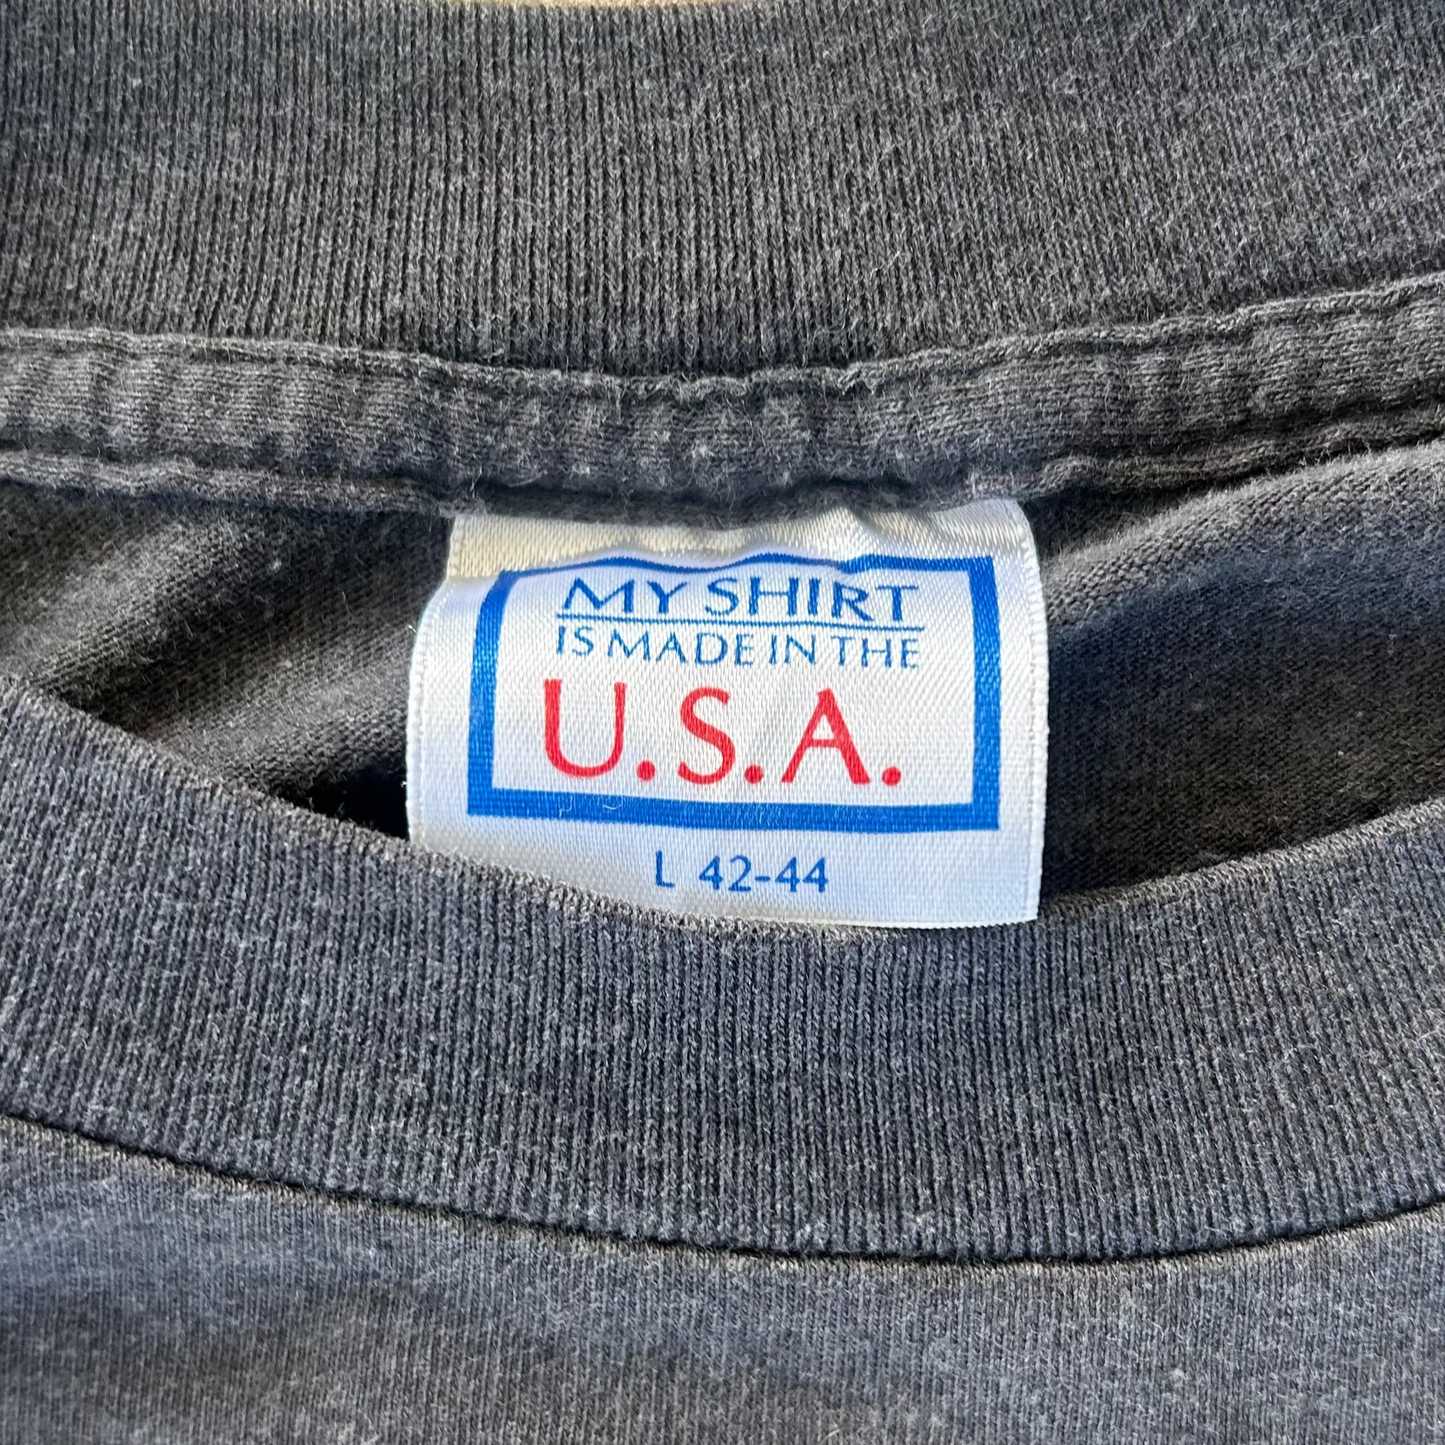 MY SHIRT
IS MADE IN THE
U.S.A.
L 42-44